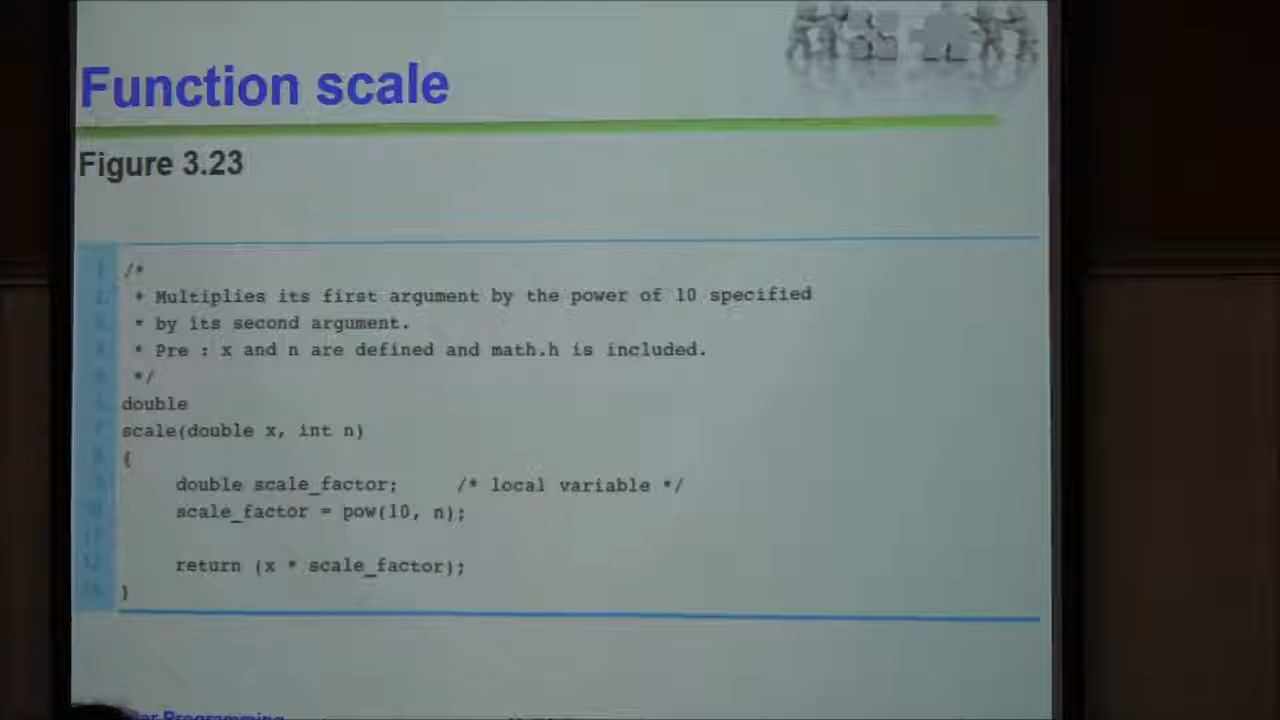 Function scale
Figure 3.23
/*
* Multiplies its first argument by the power of 10 specified
* by its second argument.
* Pre : x and n are defined and math.h is included.
*/
double
scale(double x, int n)
{
double scale_factor; /* local variable */
scale_factor = pow(10, n);
return (x * scale_factor);
}
Programming